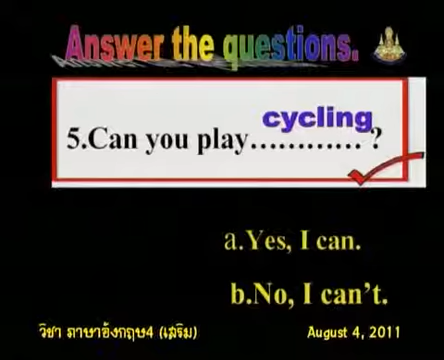 Answer the questions.
cycling
5.Can you play............?
a.Yes, I can.
b.No, I can't.
วิชา ภาษาอังกฤษ4 (เสริม) August 4, 2011